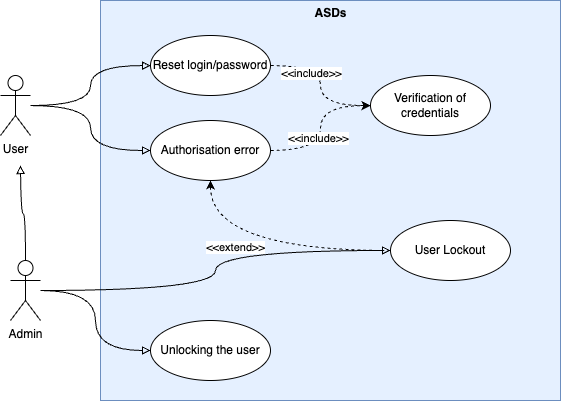 ASDs
Reset login/password
<<include>>
Verification of
credentials
User
<<include>>
Authorisation error
<<extend>>
User Lockout
Admin
Unlocking the user